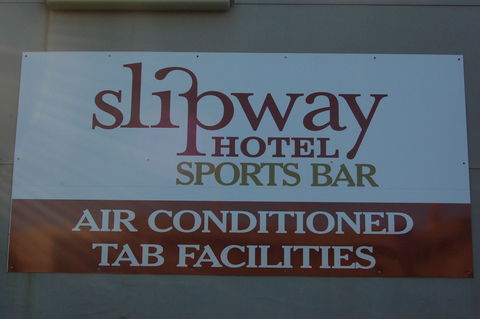 slipway
HOTEL
SPORTS BAR
AIR CONDITIONED
TAB FACILITIES